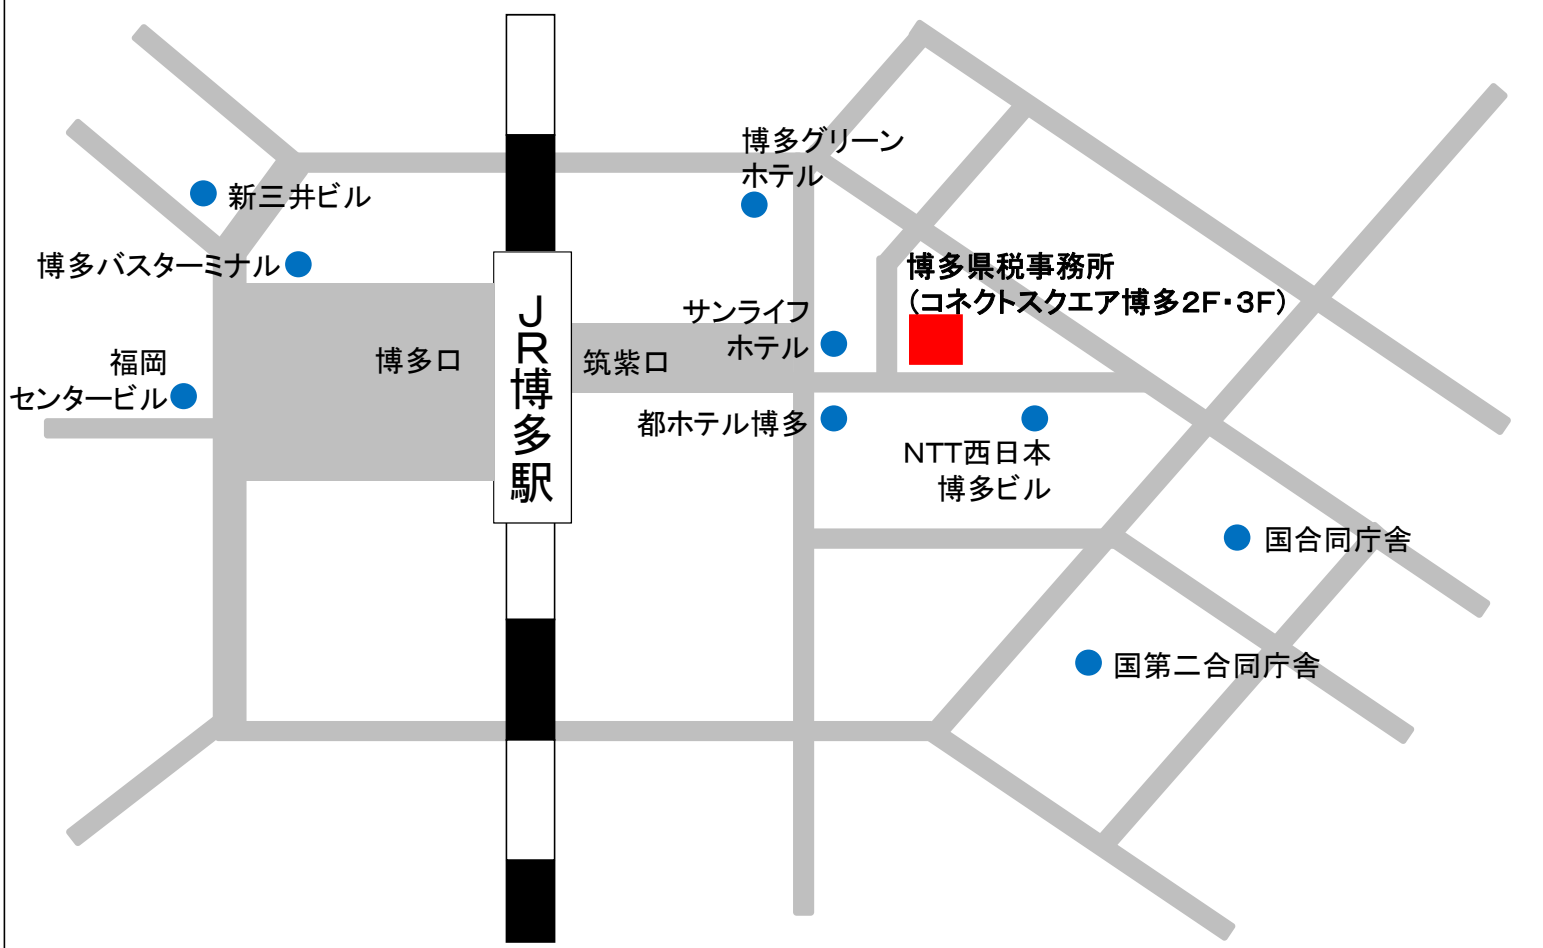 博多グリーン
ホテル
新三井ビル
博多バスターミナル
博多県税事務所
(コネクトスクエア博多2F・3F)
サンライフ
ホテル
JR博多駅
博多口
筑紫口
福岡
センタービル
都ホテル博多
NTT西日本
博多ビル
国合同庁舎
国第二合同庁舎